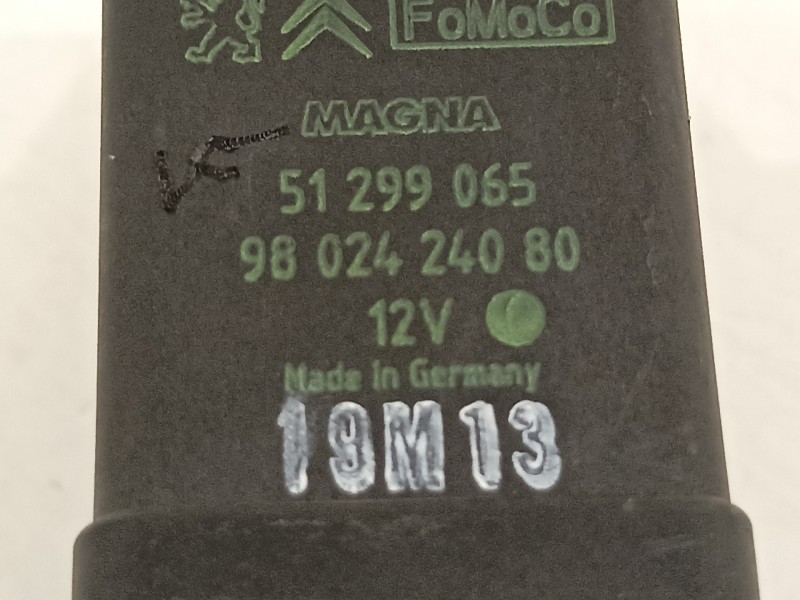 FoMoCo
MAGNA
51 299 065
98 024 240 80
12V
Made in Germany
19M13